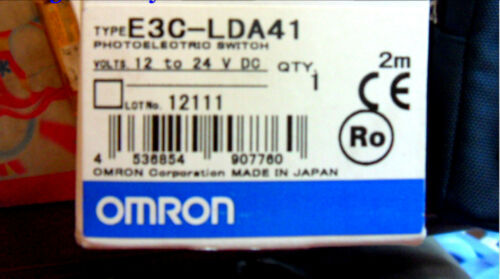 TYPE E3C-LDA41
PHOTOELECTRIC SWITCH
VOLTS. 12 to 24 V DC QTY. 1
2m
LOT No. 12111
CE
Ro
4 536854 907760
OMRON Corporation MADE IN JAPAN
OMRON